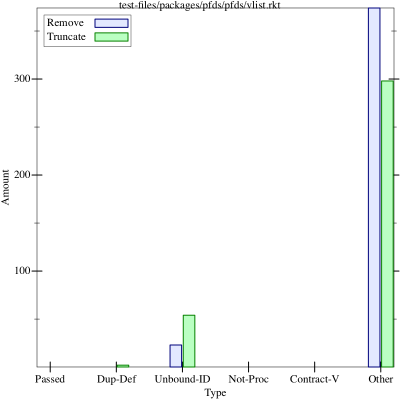 test-files/packages/pfds/pfds/vlist.rkt
Remove
Truncate
300
200
100
Amount
Passed Dup-Def Unbound-ID Not-Proc Contract-V Other
Type